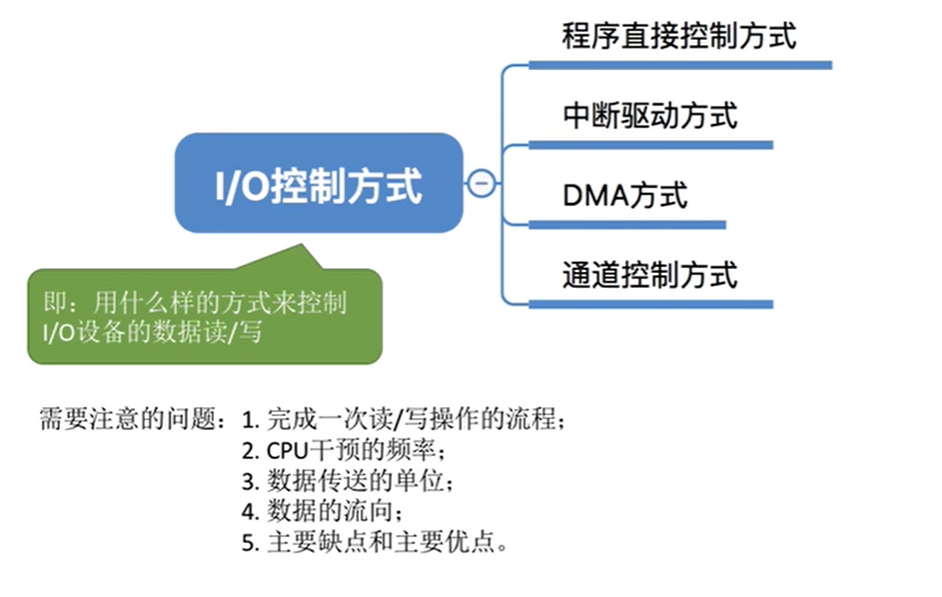 程序直接控制方式
中断驱动方式
I/O控制方式
DMA方式
通道控制方式
即：用什么样的方式来控制
I/O设备的数据读/写
需要注意的问题：1. 完成一次读/写操作的流程；
2. CPU干预的频率；
3. 数据传送的单位；
4. 数据的流向；
5. 主要缺点和主要优点。